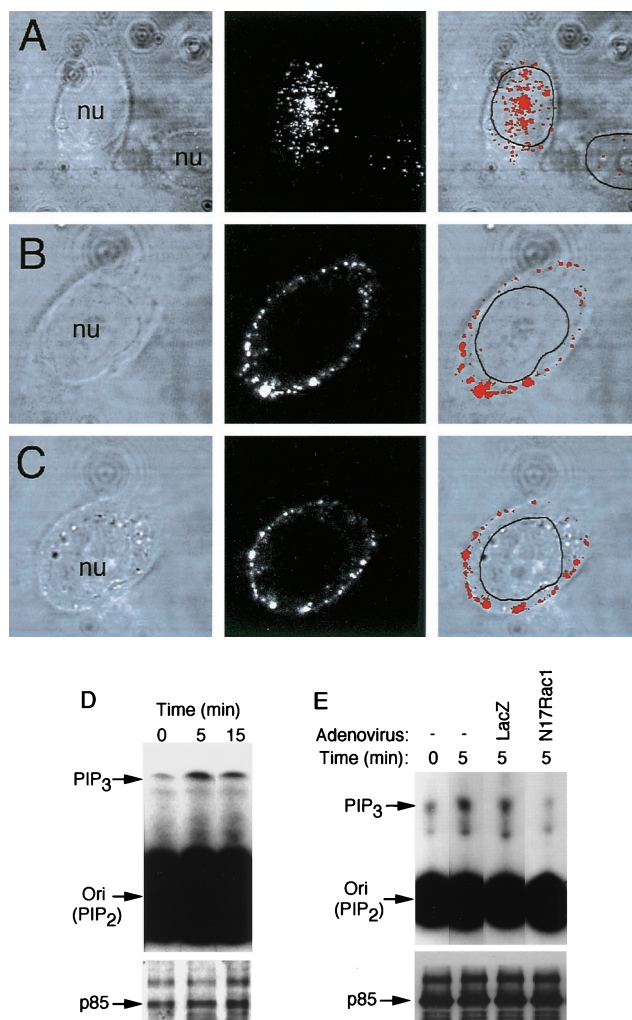 A
nu
nu
B
nu
C
nu
D
Time (min)
0 5 15
PIP3
Ori
(PIP2)
p85
E
Adenovirus: - - LacZ N17Rac1
Time (min): 0 5 5 5
PIP3
Ori
(PIP2)
p85